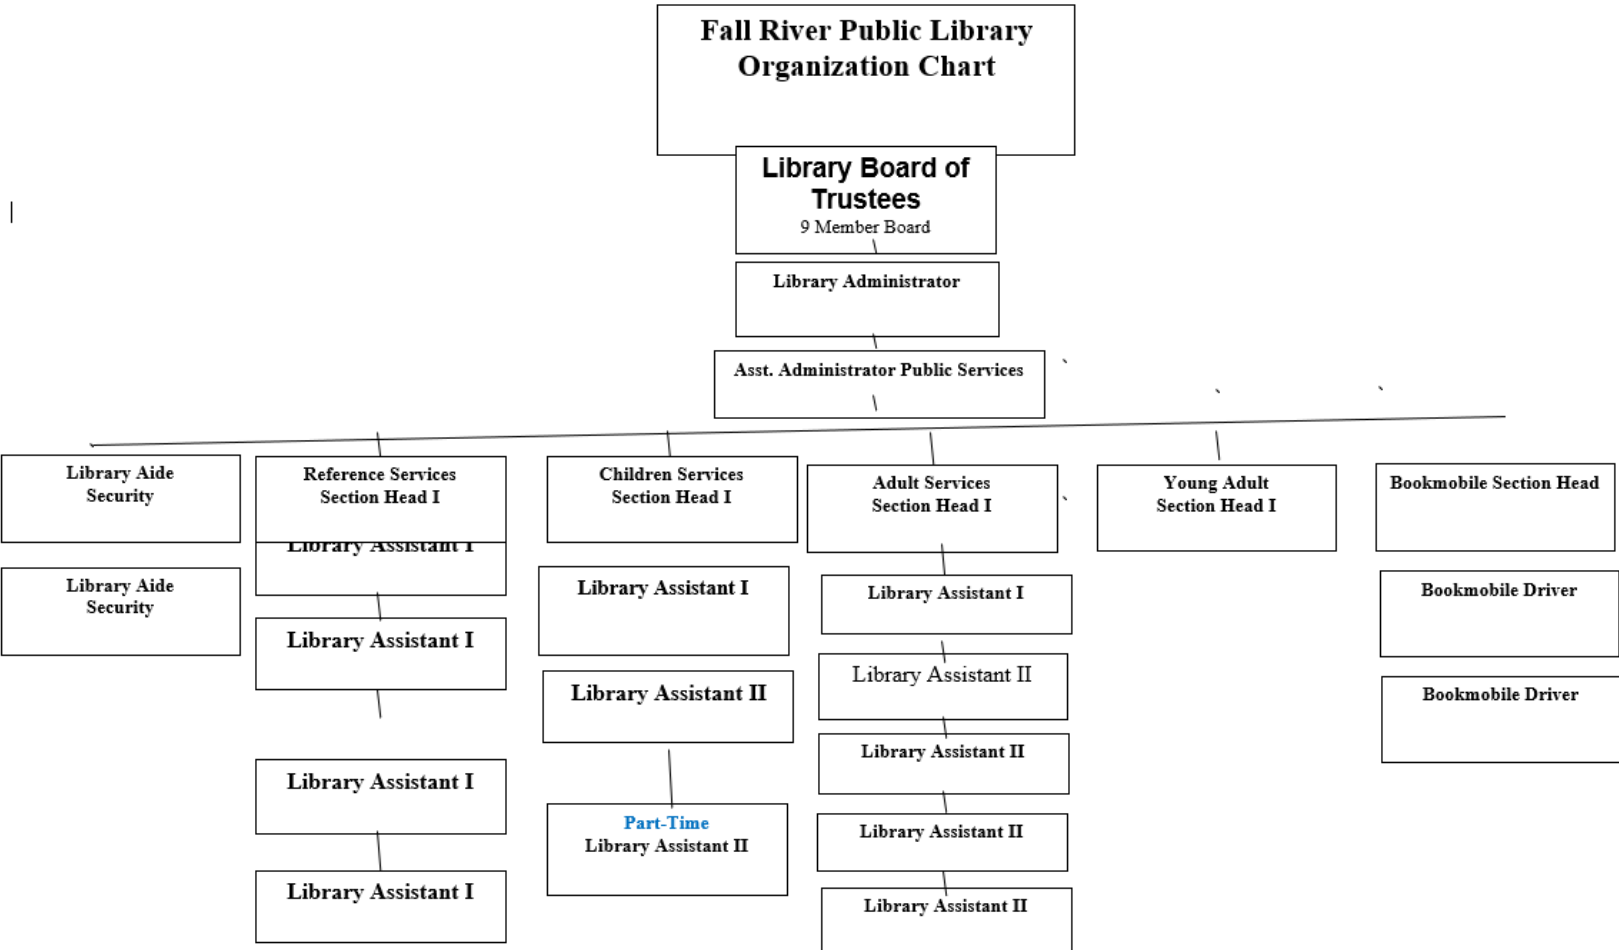 Fall River Public Library
Organization Chart
Library Board of
Trustees
9 Member Board
Library Administrator
Asst. Administrator Public Services
Library Aide
Security
Reference Services
Section Head I
Children Services
Section Head I
Adult Services
Section Head I
Young Adult
Section Head I
Bookmobile Section Head
Library Aide
Security
Library Assistant I
Library Assistant I
Library Assistant I
Library Assistant I
Library Assistant I
Library Assistant II
Part-Time
Library Assistant II
Library Assistant I
Library Assistant II
Library Assistant II
Library Assistant II
Library Assistant II
Bookmobile Driver
Bookmobile Driver